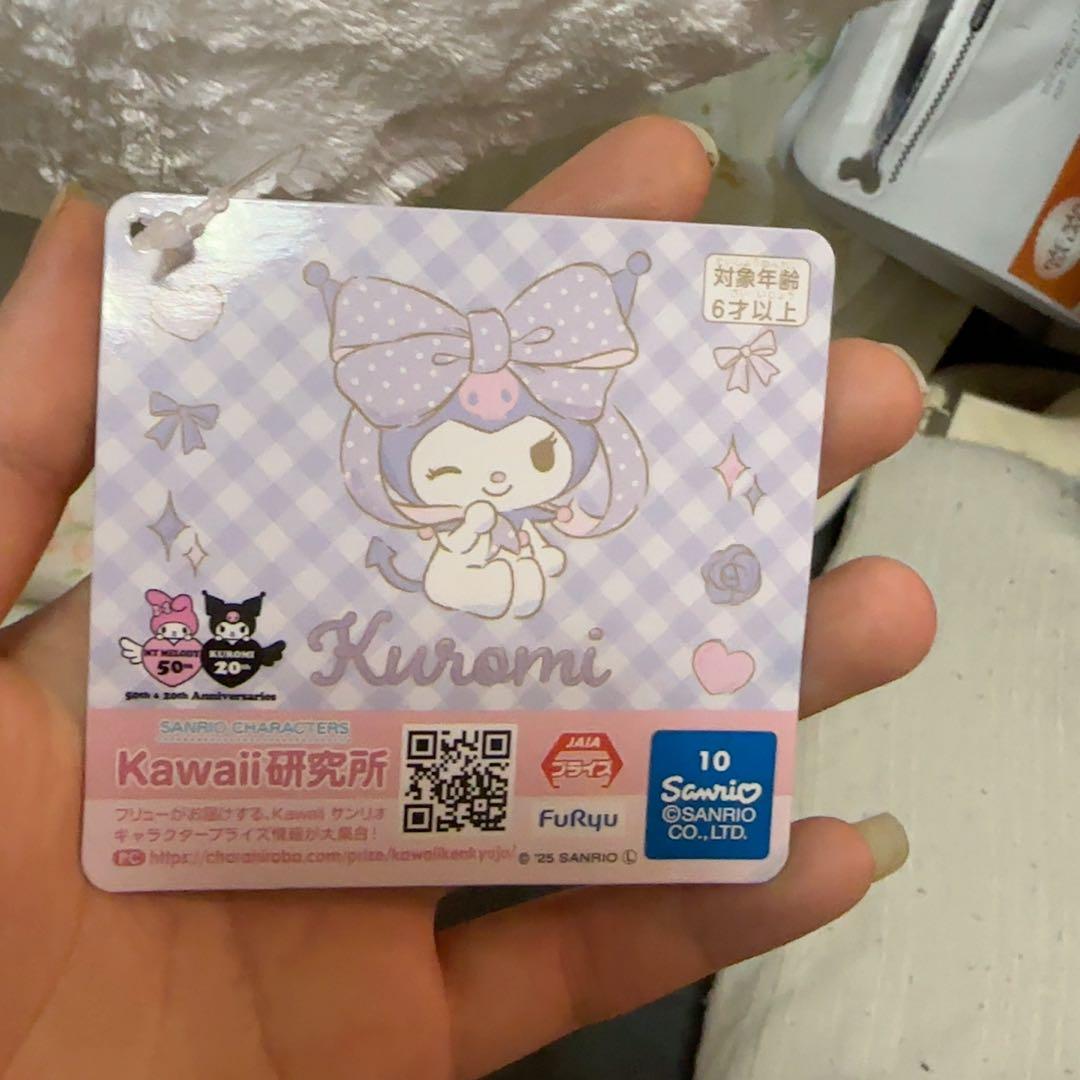 対象年齢
6才以上
MY MELODY
50th
KUROMI
20th
50th & 20th Anniversaries
Kuromi
SANRIO CHARACTERS
Kawaii研究所
フリューがお届けする、Kawaii サンリオ
キャラクタープライズ情報が大集合!
PC https://charahiroba.com/prize/kawaiikenkyujo/
JAIA
プライズ
FuRyu
© '25 SANRIO Ⓛ
10
Sanrio
©SANRIO
CO., LTD.